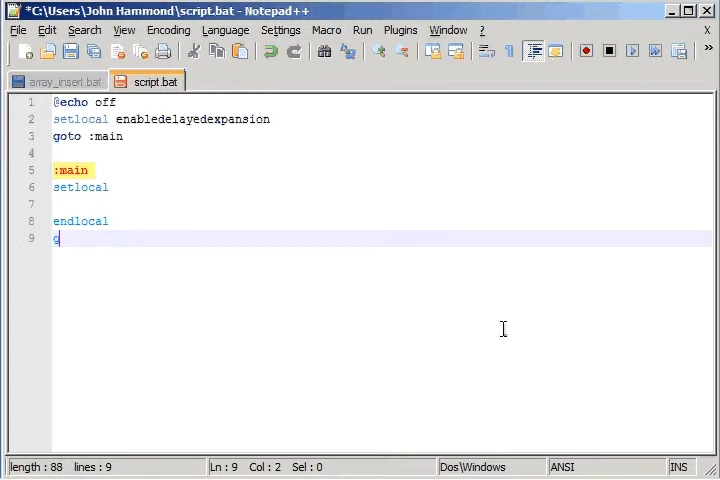 *C:\Users\John Hammond\script.bat - Notepad++
File Edit Search View Encoding Language Settings Macro Run Plugins Window ? X
array_insert.bat script.bat
1 @echo off
2 setlocal enabledelayedexpansion
3 goto :main
4
5 :main
6 setlocal
7
8 endlocal
9 g
length : 88 lines : 9 Ln : 9 Col : 2 Sel : 0 Dos\Windows ANSI INS